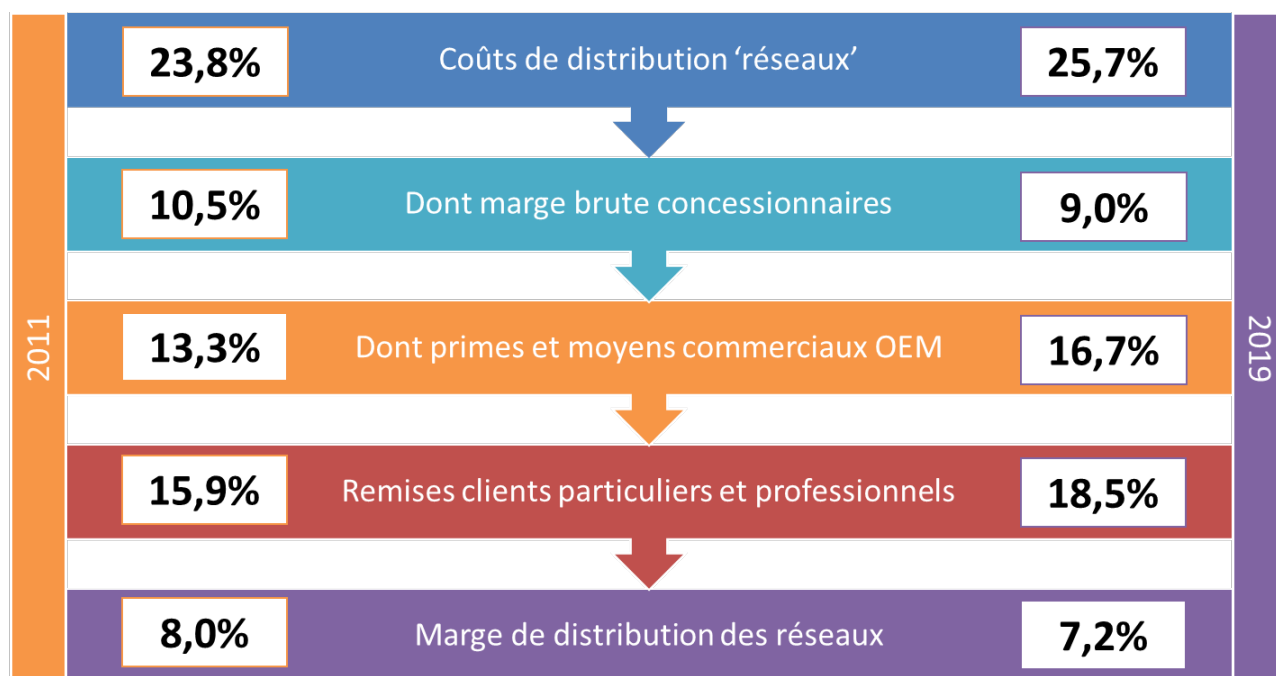 2011
23,8% Coûts de distribution ‘réseaux’ 25,7%
10,5% Dont marge brute concessionnaires 9,0%
13,3% Dont primes et moyens commerciaux OEM 16,7%
15,9% Remises clients particuliers et professionnels 18,5%
8,0% Marge de distribution des réseaux 7,2%
2019